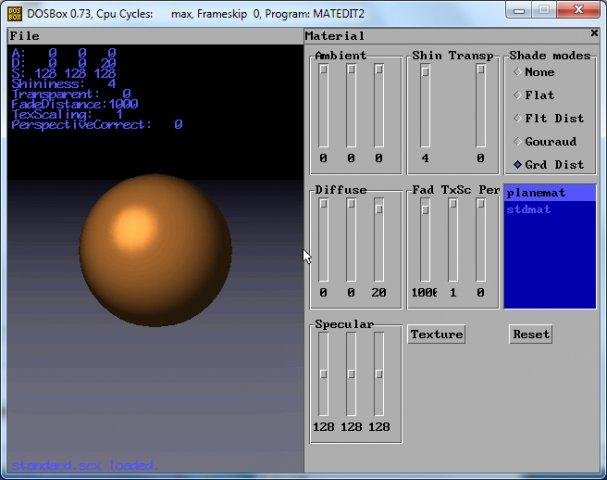 DOSBox 0.73, Cpu Cycles: max, Frameskip 0, Program: MATEDIT2
File
A: 0 0 0
D: 0 0 20
S: 128 128 128
Shininess: 4
Transparent: 0
FadeDistance:1000
TexScaling: 1
PerspectiveCorrect: 0
standard.scx loaded.
Material
Ambient
0 0 0
Shin Transp
4 0
Shade modes
None
Flat
Flt Dist
Gouraud
Grd Dist
Diffuse
0 0 20
Fad TxSc Per
1000 1 0
planemat
stdmat
Specular
128 128 128
Texture
Reset